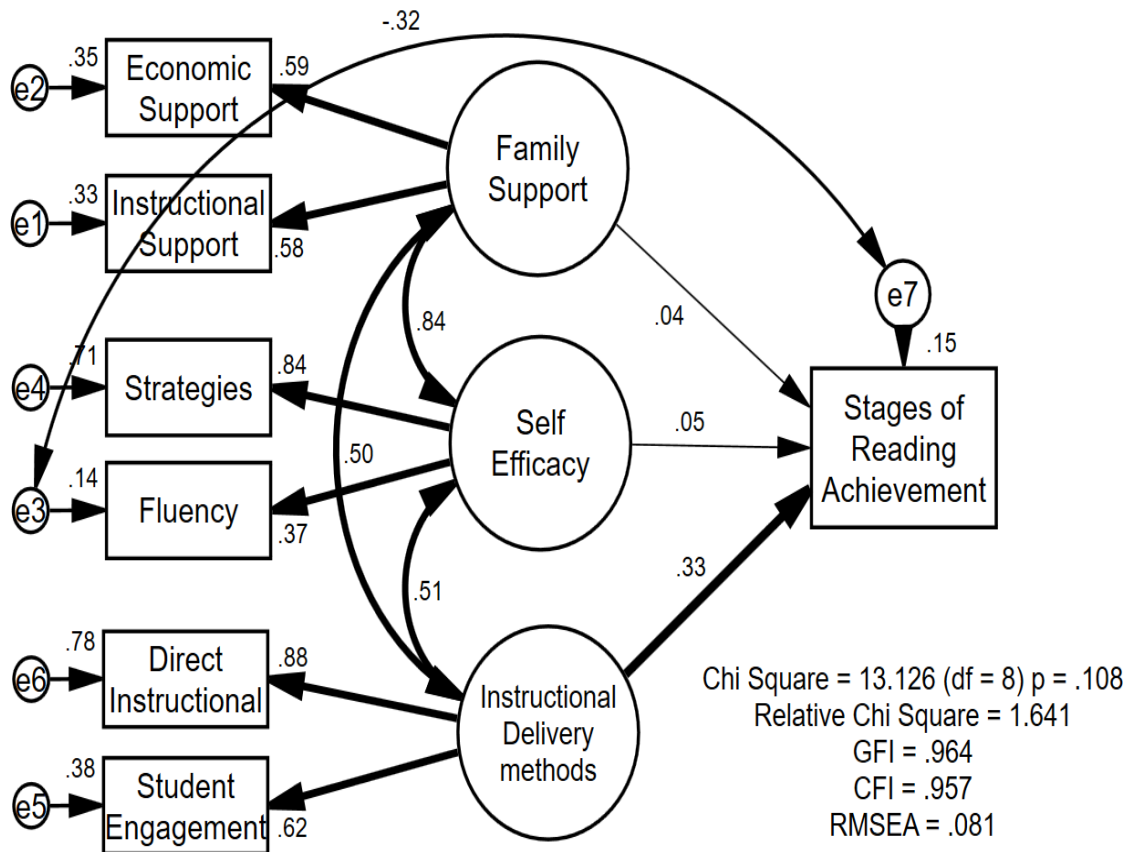 -.32
.35
e2
Economic
Support
.59
Family
Support
.33
e1
Instructional
Support
.58
e7
.04
.15
.84
.71
e4
Strategies
.84
Self
Efficacy
.05
Stages of
Reading
Achievement
.50
.14
e3
Fluency
.37
.51
.33
.78
e6
Direct
Instructional
.88
Instructional
Delivery
methods
.38
e5
Student
Engagement
.62
Chi Square = 13.126 (df = 8) p = .108
Relative Chi Square = 1.641
GFI = .964
CFI = .957
RMSEA = .081